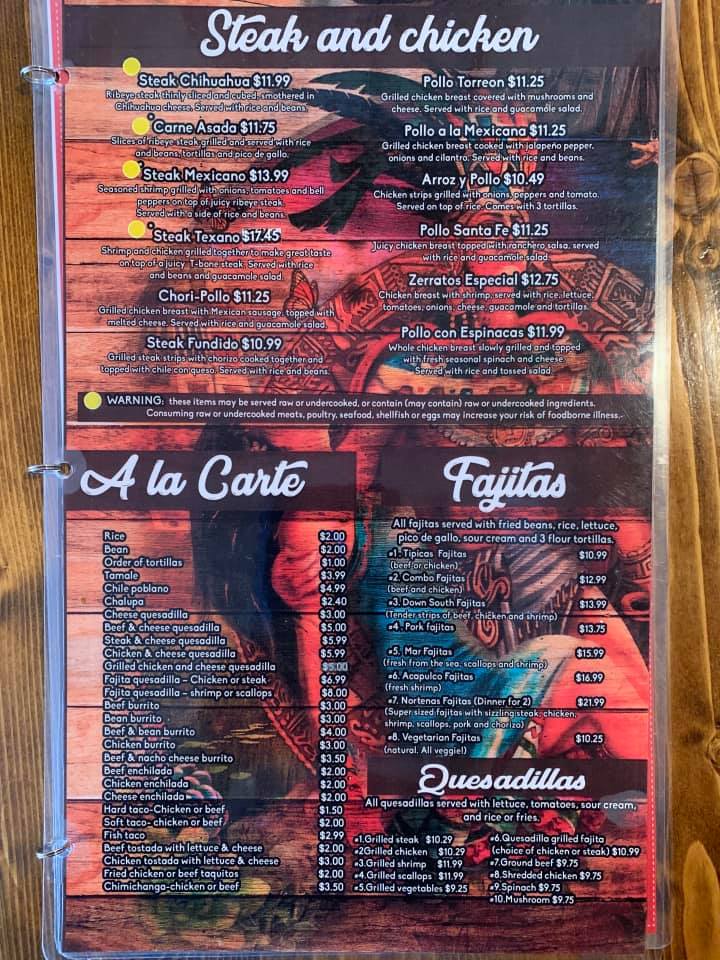 Steak and chicken
Steak Chihuahua $11.99
Ribeye steak thinly sliced and cubed, smothered in
Chihuahua cheese. Served with rice and beans.
*Carne Asada $11.75
Slices of ribeye steak grilled and served with rice
and beans, tortillas and pico de gallo.
Steak Mexicano $13.99
Seasoned shrimp grilled with onions, tomatoes and bell
peppers on top of juicy ribeye steak.
Served with a side of rice and beans.
*Steak Texano $17.45
Shrimp and chicken grilled together to make great taste
on top of a juicy T-bone steak. Served with rice
and beans and guacamole salad.
Chori-Pollo $11.25
Grilled chicken breast with Mexican sausage, topped with
melted cheese. Served with rice and guacamole salad.
Steak Fundido $10.99
Grilled steak strips with chorizo cooked together and
topped with chile con queso. Served with rice and beans.
Pollo Torreon $11.25
Grilled chicken breast covered with mushrooms and
cheese. Served with rice and guacamole salad.
Pollo a la Mexicana $11.25
Grilled chicken breast cooked with jalapeño pepper,
onions and cilantro. Served with rice and beans.
Arroz y Pollo $10.49
Chicken strips grilled with onions, peppers and tomato.
Served on top of rice. Comes with 3 tortillas.
Pollo Santa Fe $11.25
Juicy chicken breast topped with ranchero salsa, served
with rice and guacamole salad.
Zerratos Especial $12.75
Chicken breast with shrimp, served with rice, lettuce,
tomatoes, onions, cheese, guacamole and tortillas.
Pollo con Espinacas $11.99
Whole chicken breast slowly grilled and topped
with fresh seasonal spinach and cheese.
Served with rice and tossed salad.
WARNING: these items may be served raw or undercooked, or contain (may contain) raw or undercooked ingredients.
Consuming raw or undercooked meats, poultry, seafood, shellfish or eggs may increase your risk of foodborne illness.-
A la Carte
Rice $2.00
Bean $2.00
Order of tortillas $1.00
Tamale $3.99
Chile poblano $4.99
Chalupa $2.40
Cheese quesadilla $3.00
Beef & cheese quesadilla $5.00
Steak & cheese quesadilla $5.99
Chicken & cheese quesadilla $5.99
Grilled chicken and cheese quesadilla $5.00
Fajita quesadilla – Chicken or steak $6.99
Fajita quesadilla – shrimp or scallops $8.00
Beef burrito $3.00
Bean burrito $3.00
Beef & bean burrito $4.00
Chicken burrito $3.00
Beef & nacho cheese burrito $3.50
Beef enchilada $2.00
Chicken enchilada $2.00
Cheese enchilada $2.00
Hard taco-Chicken or beef $1.50
Soft taco- chicken or beef $2.00
Fish taco $2.99
Beef tostada with lettuce & cheese $2.00
Chicken tostada with lettuce & cheese $3.00
Fried chicken or beef taquitos $2.00
Chimichanga-chicken or beef $3.50
Fajitas
All fajitas served with fried beans, rice, lettuce,
pico de gallo, sour cream and 3 flour tortillas.
#1. Tipicas Fajitas $10.99
(beef or chicken)
#2. Combo Fajitas $12.99
(beef and chicken)
#3. Down South Fajitas $13.99
(Tender strips of beef, chicken and shrimp)
#4. Pork fajitas $13.75
#5. Mar Fajitas $15.99
(fresh from the sea, scallops and shrimp)
#6. Acapulco Fajitas $16.99
(fresh shrimp)
#7. Nortenas Fajitas (Dinner for 2) $21.99
(Super sized fajitas with sizzling steak, chicken,
shrimp, scallops, pork and chorizo)
#8. Vegetarian Fajitas $10.25
(natural. All veggie!)
Quesadillas
All quesadillas served with lettuce, tomatoes, sour cream,
and rice or fries.
#1.Grilled steak $10.29
#2Grilled chicken $10.29
#3.Grilled shrimp $11.99
#4.Grilled scallops $11.99
#5.Grilled vegetables $9.25
#6.Quesadilla grilled fajita
(choice of chicken or steak) $10.99
#7.Ground beef $9.75
#8.Shredded chicken $9.75
#9.Spinach $9.75
#10.Mushroom $9.75